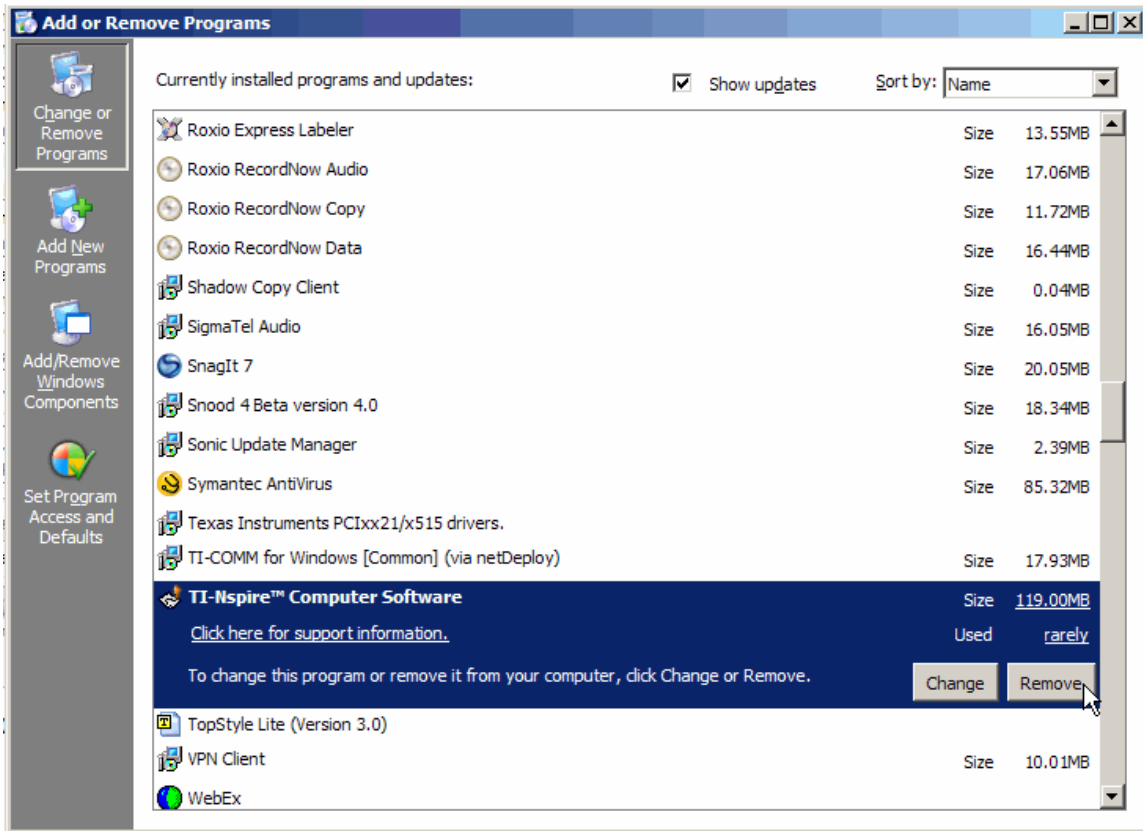 Add or Remove Programs
Change or
Remove
Programs
Add New
Programs
Add/Remove
Windows
Components
Set Program
Access and
Defaults
Currently installed programs and updates:
Show updates
Sort by: Name
Roxio Express Labeler Size 13.55MB
Roxio RecordNow Audio Size 17.06MB
Roxio RecordNow Copy Size 11.72MB
Roxio RecordNow Data Size 16.44MB
Shadow Copy Client Size 0.04MB
SigmaTel Audio Size 16.05MB
SnagIt 7 Size 20.05MB
Snood 4 Beta version 4.0 Size 18.34MB
Sonic Update Manager Size 2.39MB
Symantec AntiVirus Size 85.32MB
Texas Instruments PCIxx21/x515 drivers.
TI-COMM for Windows [Common] (via netDeploy) Size 17.93MB
TI-Nspire™ Computer Software Size 119.00MB
Click here for support information. Used rarely
To change this program or remove it from your computer, click Change or Remove. Change Remove
TopStyle Lite (Version 3.0)
VPN Client Size 10.01MB
WebEx